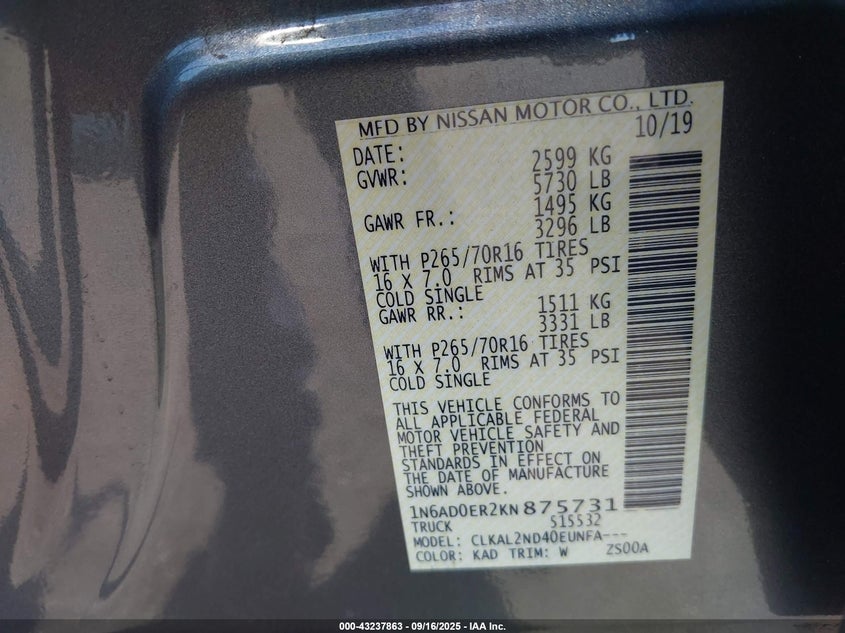 MFD BY NISSAN MOTOR CO., LTD.
DATE: 10/19
GVWR: 2599 KG
5730 LB
GAWR FR.: 1495 KG
3296 LB
WITH P265/70R16 TIRES
16 X 7.0 RIMS AT 35 PSI
COLD SINGLE
GAWR RR.: 1511 KG
3331 LB
WITH P265/70R16 TIRES
16 X 7.0 RIMS AT 35 PSI
COLD SINGLE
THIS VEHICLE CONFORMS TO
ALL APPLICABLE FEDERAL
MOTOR VEHICLE SAFETY AND
THEFT PREVENTION
STANDARDS IN EFFECT ON
THE DATE OF MANUFACTURE
SHOWN ABOVE.
1N6AD0ER2KN875731
TRUCK 515532
MODEL: CLKAL2ND40EUNFA---
COLOR: KAD TRIM: W ZS00A
000-43237863 - 09/16/2025 - IAA Inc.